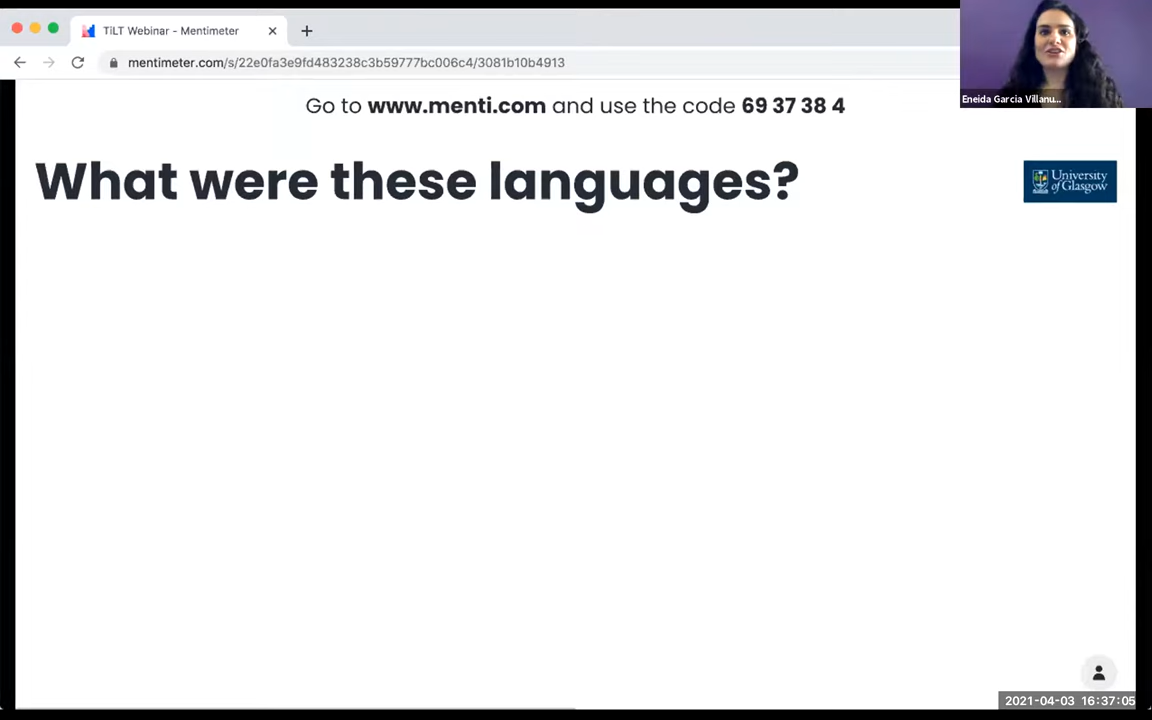 TiLT Webinar - Mentimeter
mentimeter.com/s/22e0fa3e9fd483238c3b59777bc006c4/3081b10b4913
Eneida Garcia Villanu...
Go to www.menti.com and use the code 69 37 38 4
What were these languages?
University
of Glasgow
2021-04-03 16:37:05